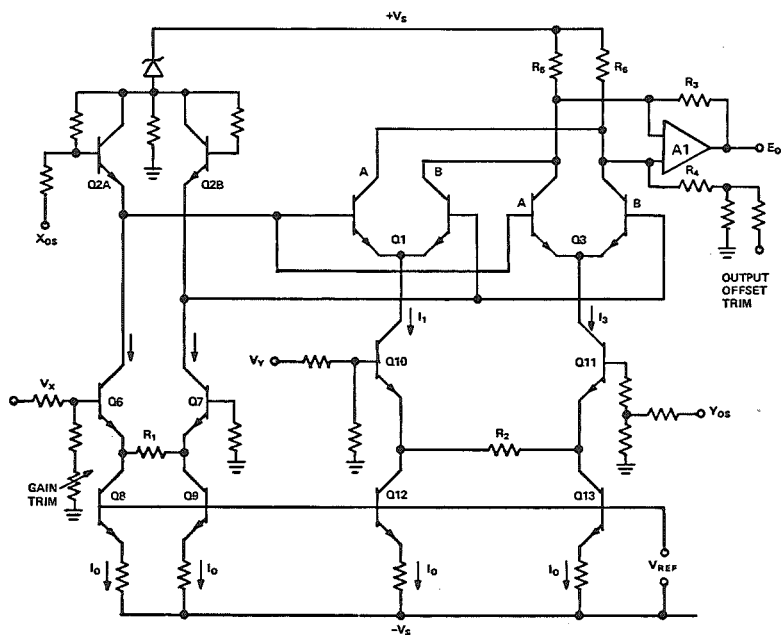 +VS
R5
R6
R3
A1
EO
Q2A
Q2B
XOS
A
B
Q1
A
B
Q3
R4
OUTPUT
OFFSET
TRIM
I1
I3
VY
Q10
Q11
VX
Q6
Q7
YOS
R1
R2
GAIN
TRIM
Q8
Q9
Q12
Q13
IO
IO
IO
IO
VREF
-VS